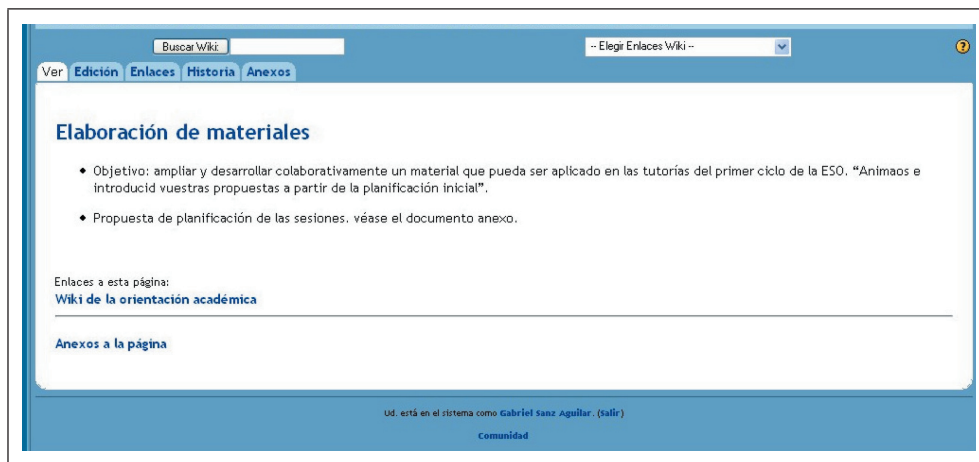 Buscar Wiki: -- Elegir Enlaces Wiki -- ?
Ver Edición Enlaces Historia Anexos
Elaboración de materiales
Objetivo: ampliar y desarrollar colaborativamente un material que pueda ser aplicado en las tutorías del primer ciclo de la ESO. “Animaos e
introducid vuestras propuestas a partir de la planificación inicial”.
Propuesta de planificación de las sesiones. véase el documento anexo.
Enlaces a esta página:
Wiki de la orientación académica
Anexos a la página
Ud. está en el sistema como Gabriel Sanz Aguilar. (Salir)
Comunidad